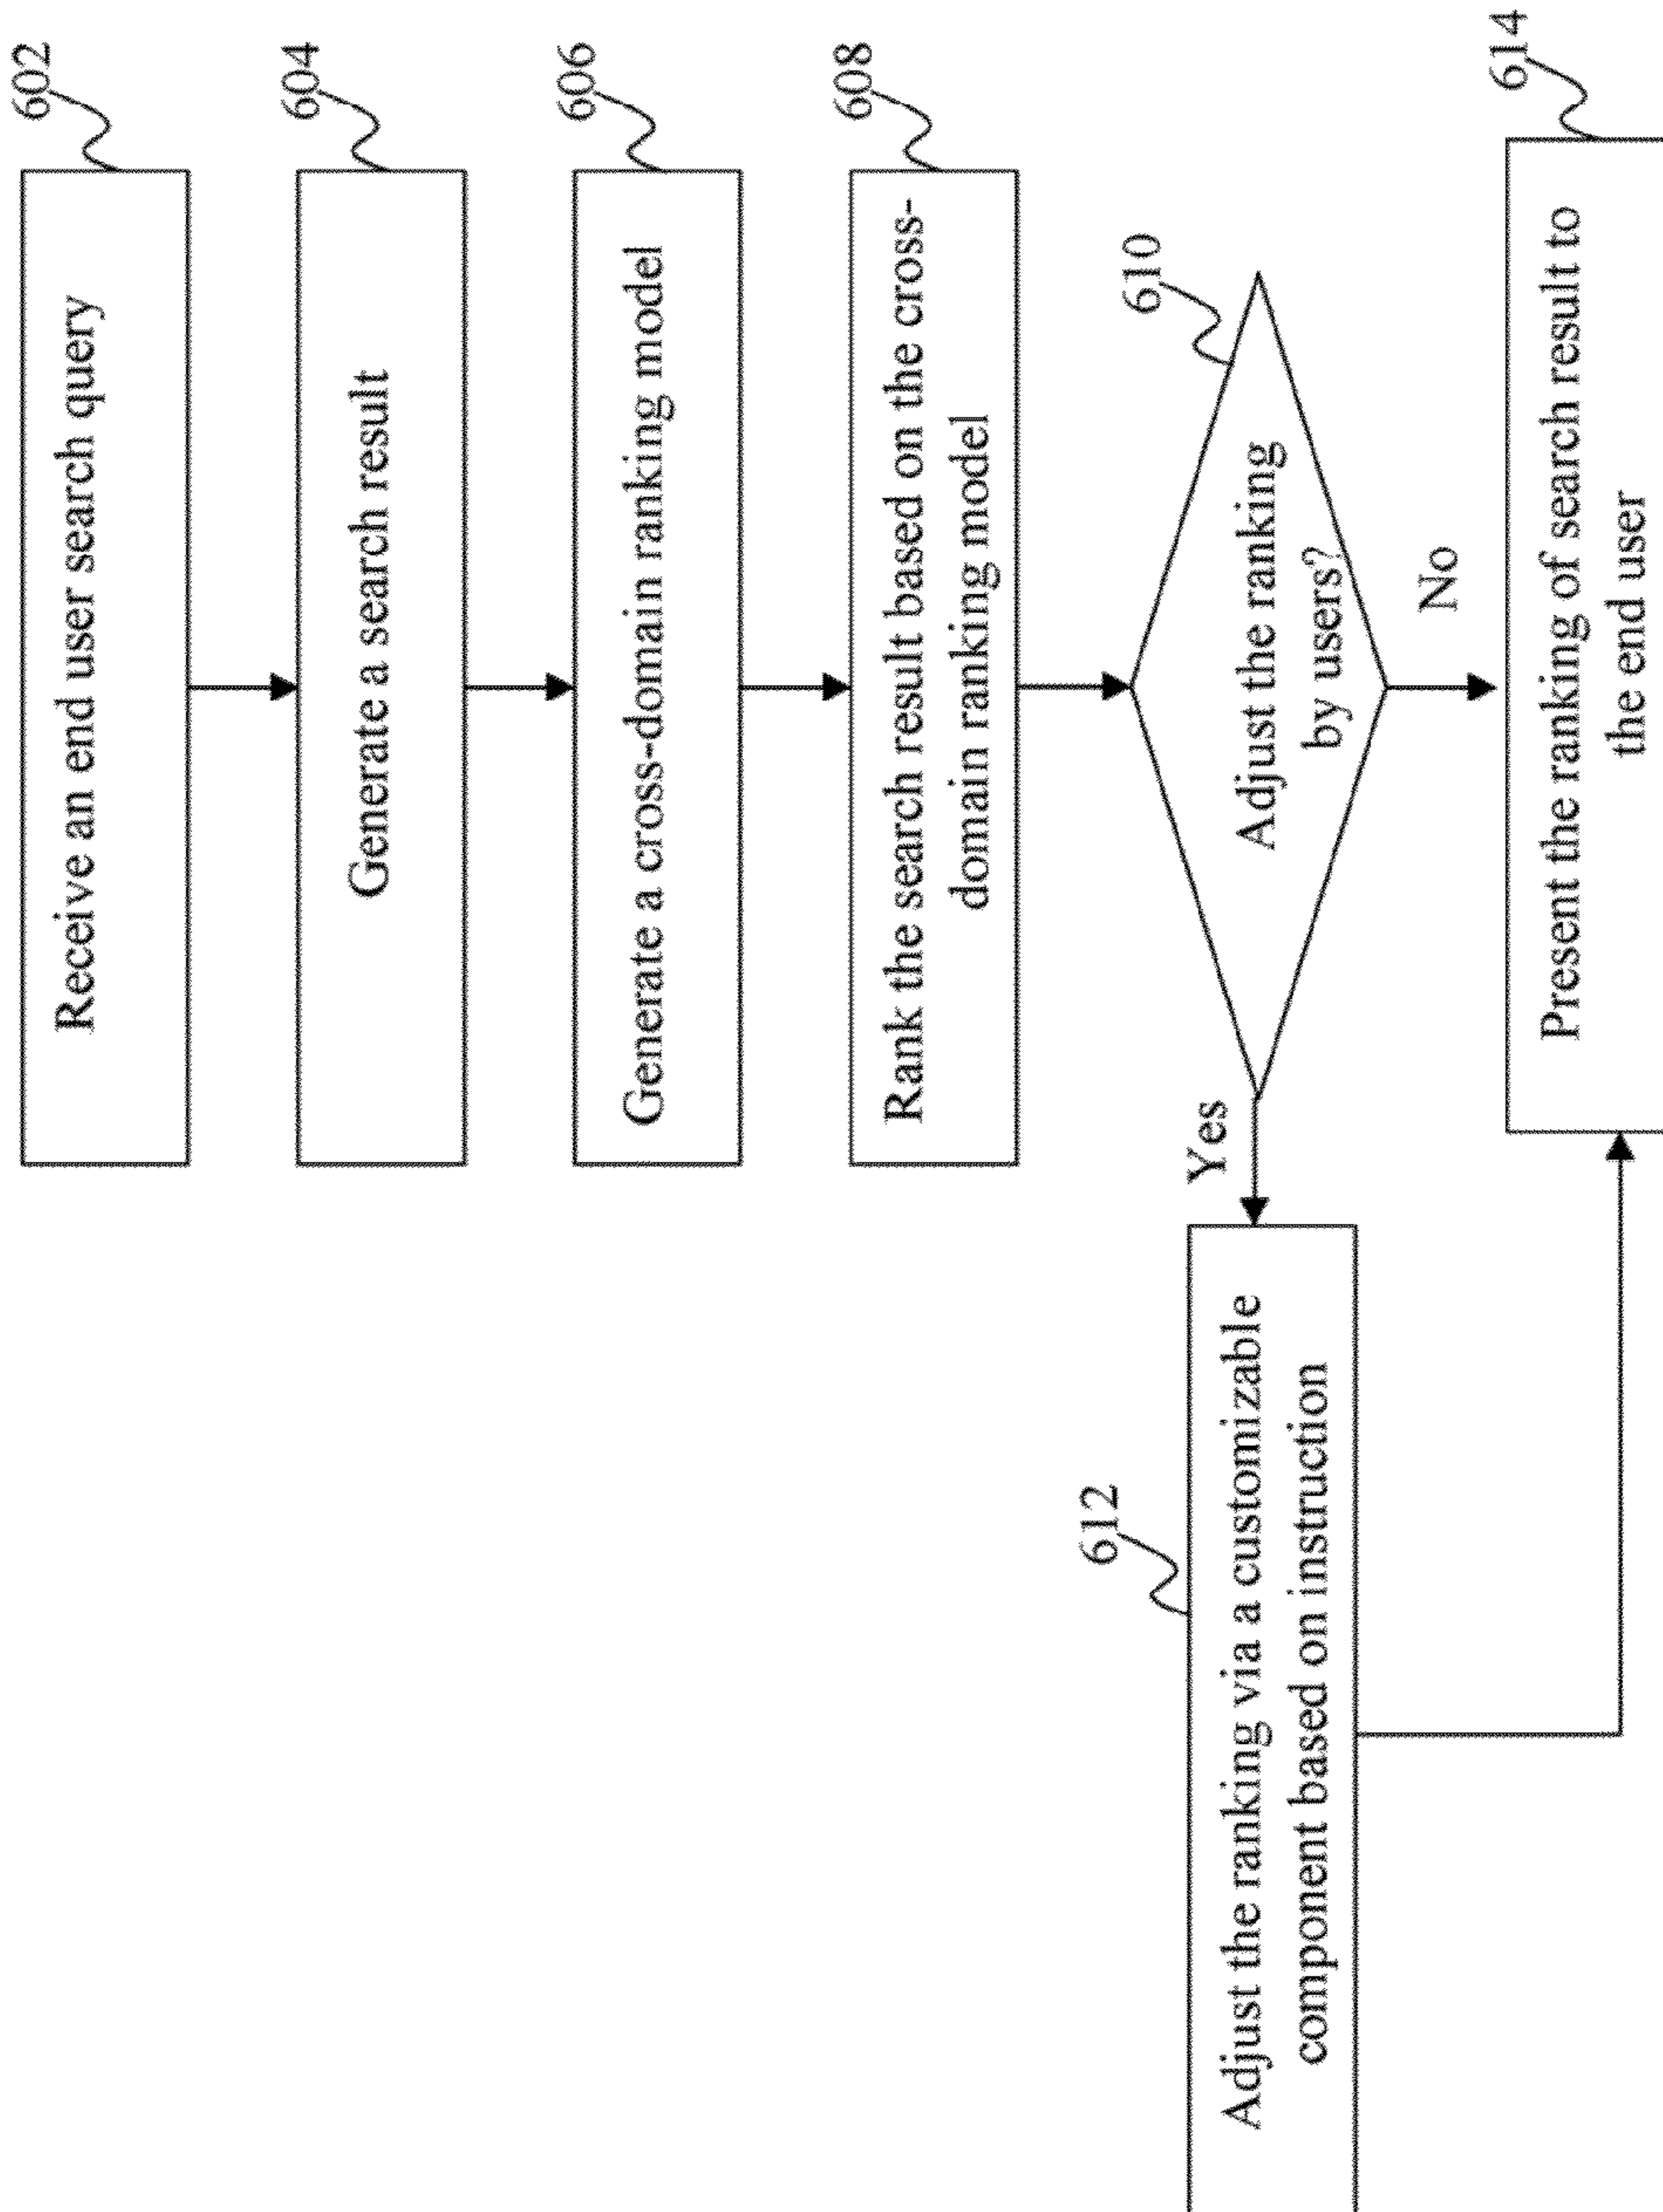 602
Receive an end user search query
604
Generate a search result
606
Generate a cross-domain ranking model
608
Rank the search result based on the cross-
domain ranking model
610
Adjust the ranking
by users?
Yes
No
612
Adjust the ranking via a customizable
component based on instruction
614
Present the ranking of search result to
the end user